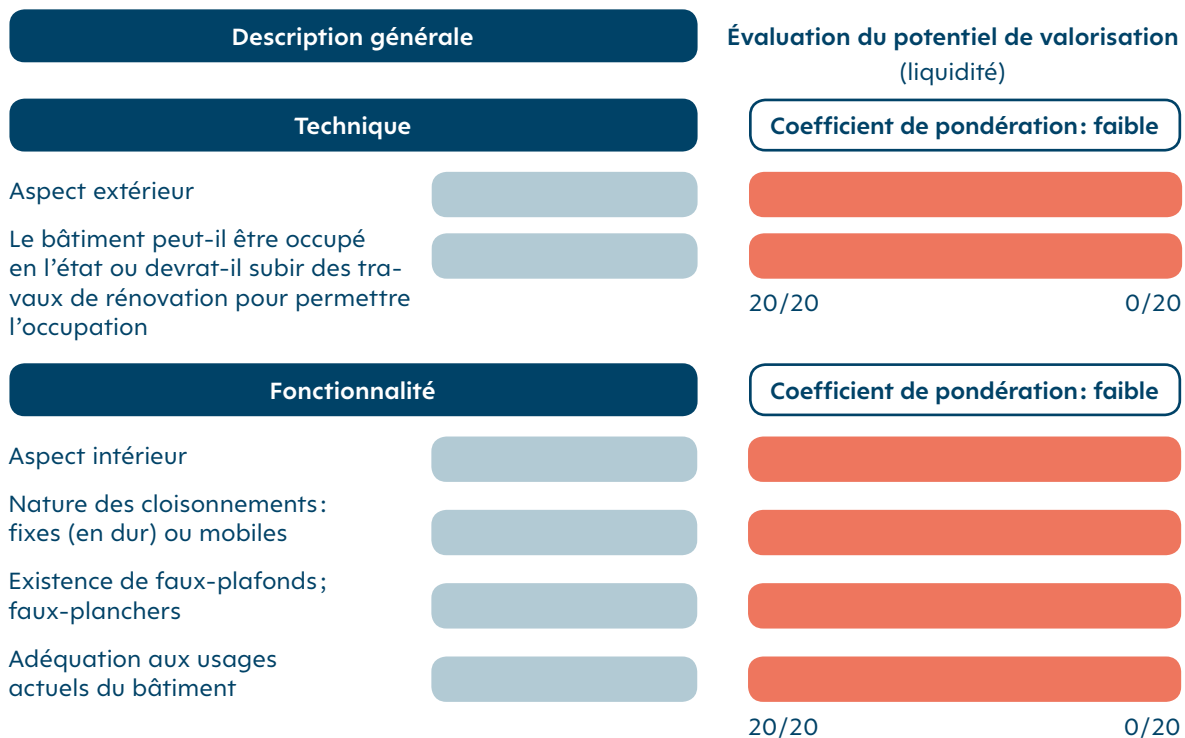 Description générale
Évaluation du potentiel de valorisation
(liquidité)
Technique
Coefficient de pondération : faible
Aspect extérieur
Le bâtiment peut-il être occupé
en l’état ou devrat-il subir des tra-
vaux de rénovation pour permettre
l’occupation
20/20
0/20
Fonctionnalité
Coefficient de pondération : faible
Aspect intérieur
Nature des cloisonnements :
fixes (en dur) ou mobiles
Existence de faux-plafonds ;
faux-planchers
Adéquation aux usages
actuels du bâtiment
20/20
0/20